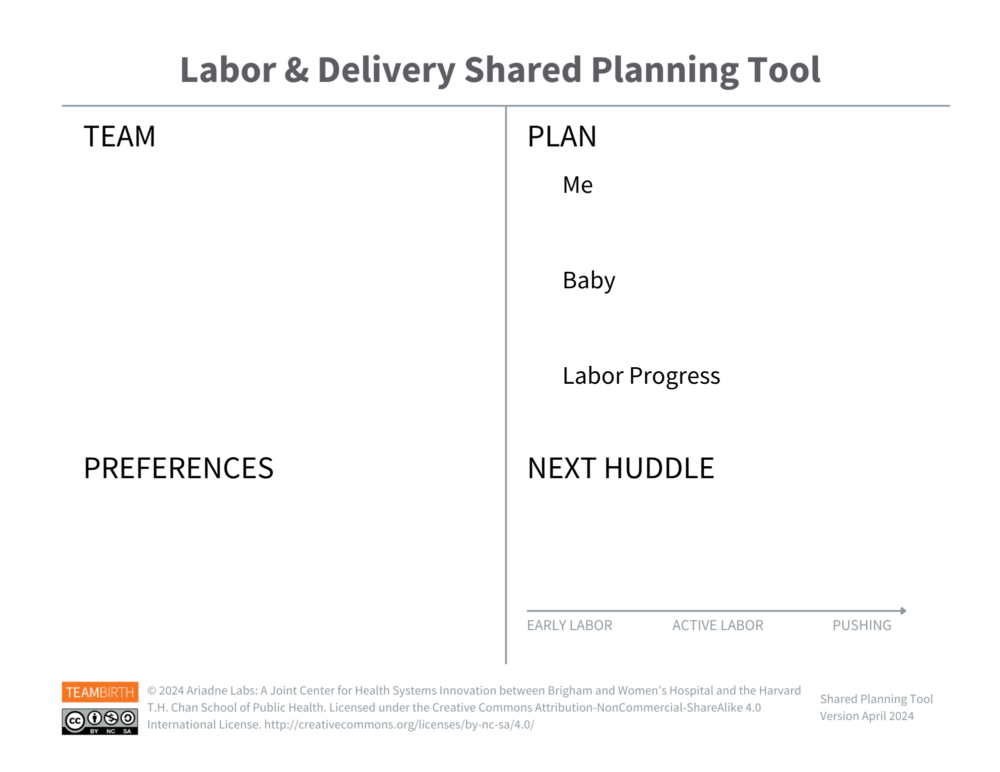 Labor & Delivery Shared Planning Tool
TEAM
PREFERENCES
PLAN
Me
Baby
Labor Progress
NEXT HUDDLE
EARLY LABOR ACTIVE LABOR PUSHING
TEAMBIRTH
cc BY NC SA
© 2024 Ariadne Labs: A Joint Center for Health Systems Innovation between Brigham and Women’s Hospital and the Harvard
T.H. Chan School of Public Health. Licensed under the Creative Commons Attribution-NonCommercial-ShareAlike 4.0
International License. http://creativecommons.org/licenses/by-nc-sa/4.0/
Shared Planning Tool
Version April 2024